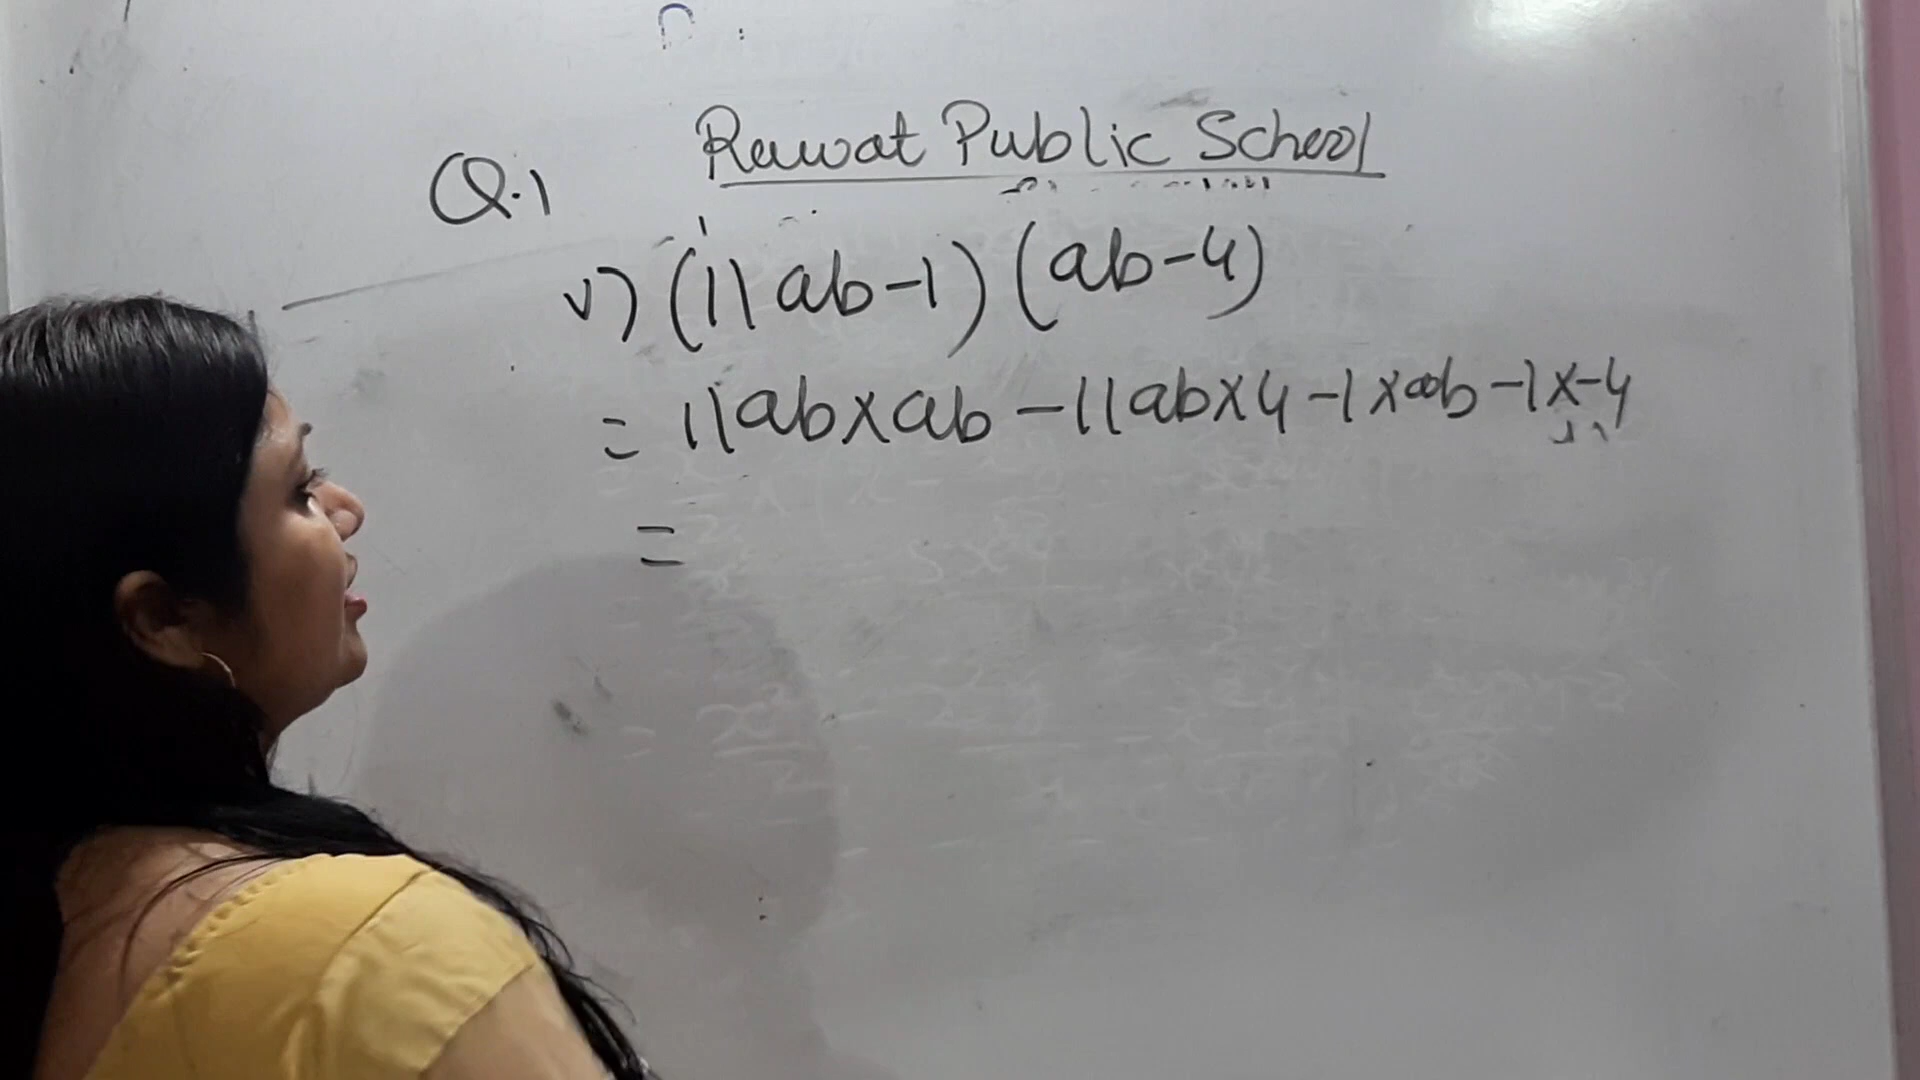 Rawat Public School
Q.1
v) (11ab-1) (ab-4)
= 11ab×ab -11ab×4 -1×ab -1×-4
=